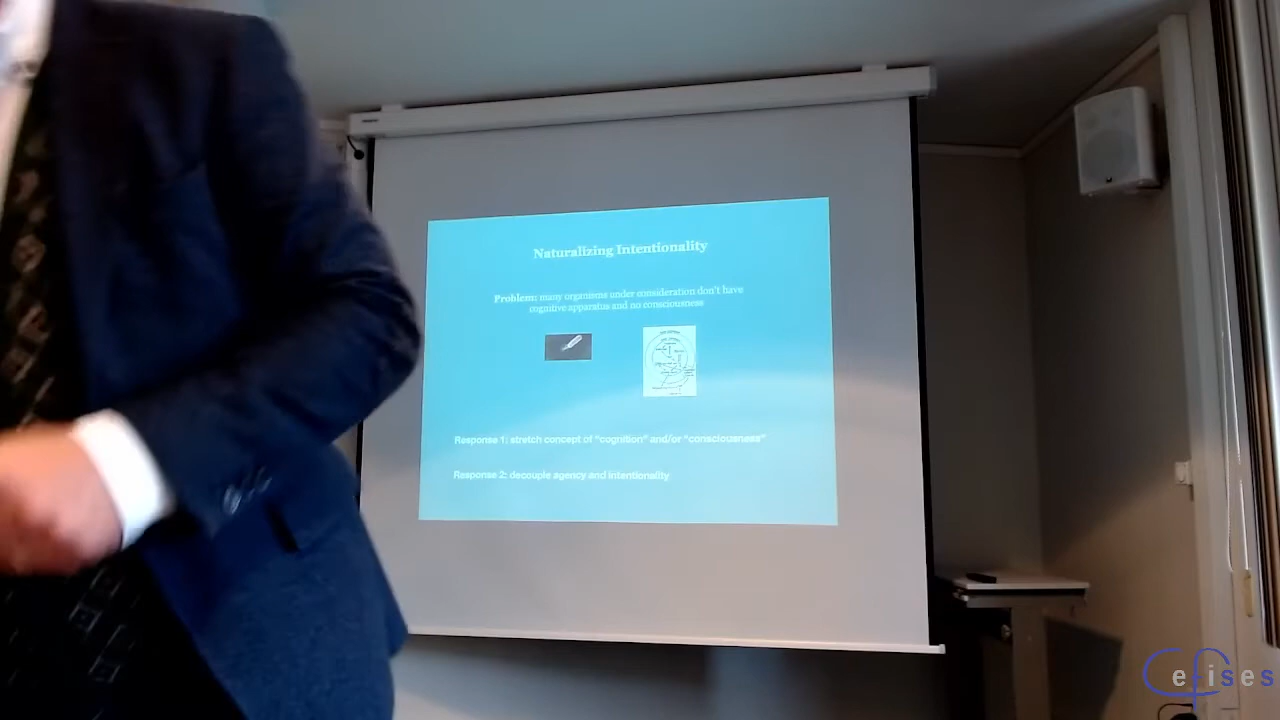 Naturalizing Intentionality
Problem: many organisms under consideration don't have
cognitive apparatus and no consciousness
Response 1: stretch concept of “cognition” and/or “consciousness”
Response 2: decouple agency and intentionality
efises